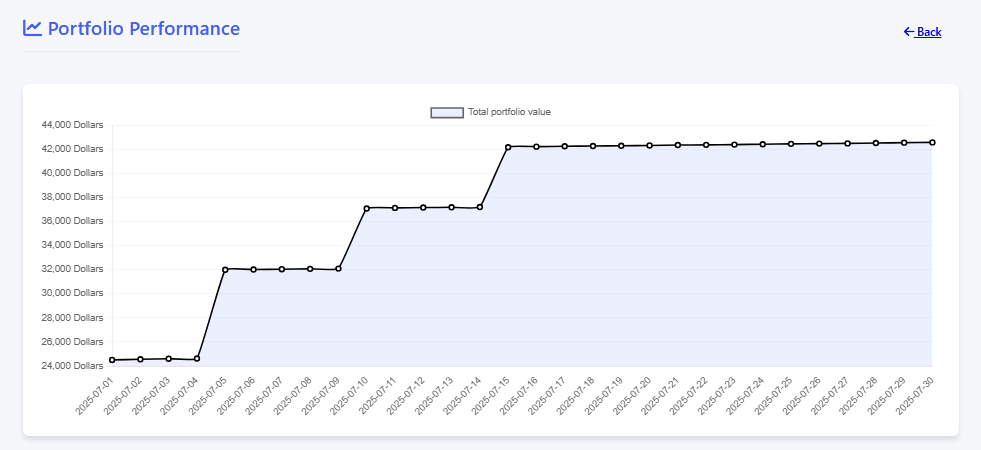 Portfolio Performance
Back
Total portfolio value
44,000 Dollars
42,000 Dollars
40,000 Dollars
38,000 Dollars
36,000 Dollars
34,000 Dollars
32,000 Dollars
30,000 Dollars
28,000 Dollars
26,000 Dollars
24,000 Dollars
2025-07-01
2025-07-02
2025-07-03
2025-07-04
2025-07-05
2025-07-06
2025-07-07
2025-07-08
2025-07-09
2025-07-10
2025-07-11
2025-07-12
2025-07-13
2025-07-14
2025-07-15
2025-07-16
2025-07-17
2025-07-18
2025-07-19
2025-07-20
2025-07-21
2025-07-22
2025-07-23
2025-07-24
2025-07-25
2025-07-26
2025-07-27
2025-07-28
2025-07-29
2025-07-30